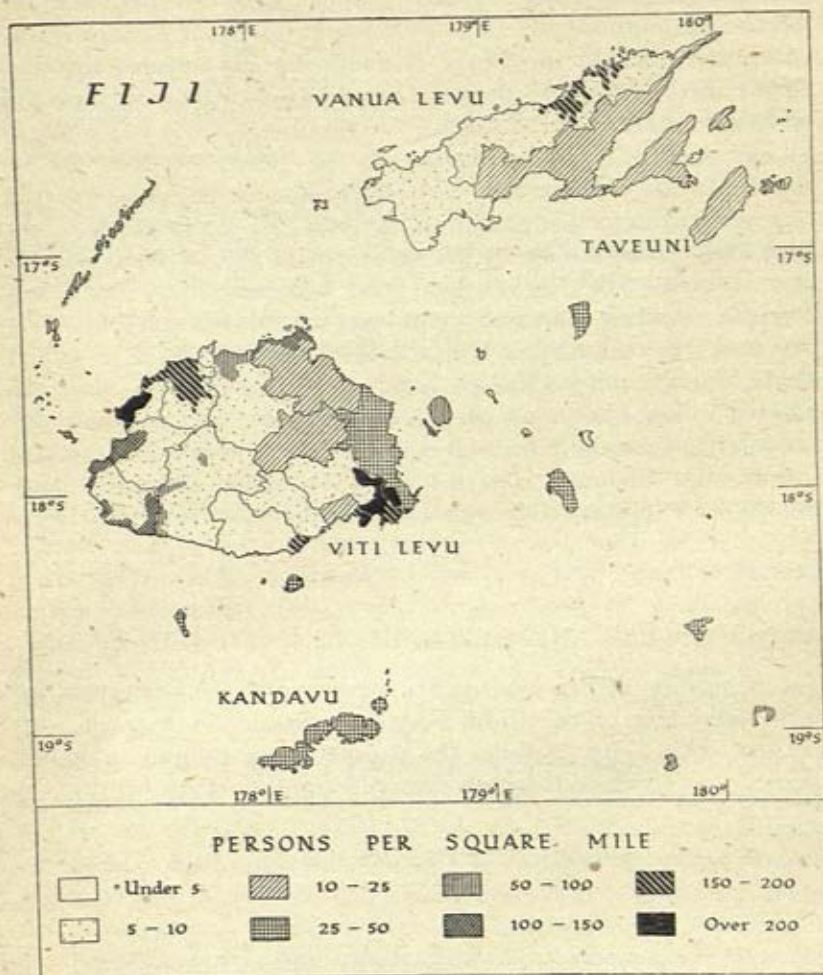 178°E 179°E 180°
FIJI
VANUA LEVU
TAVEUNI
17°S 17°S
18°S 18°S
VITI LEVU
KANDAVU
19°S 19°S
178° E 179°E 180°
PERSONS PER SQUARE MILE
Under 5 10 – 25 50 – 100 150 – 200
5 – 10 25 – 50 100 – 150 Over 200